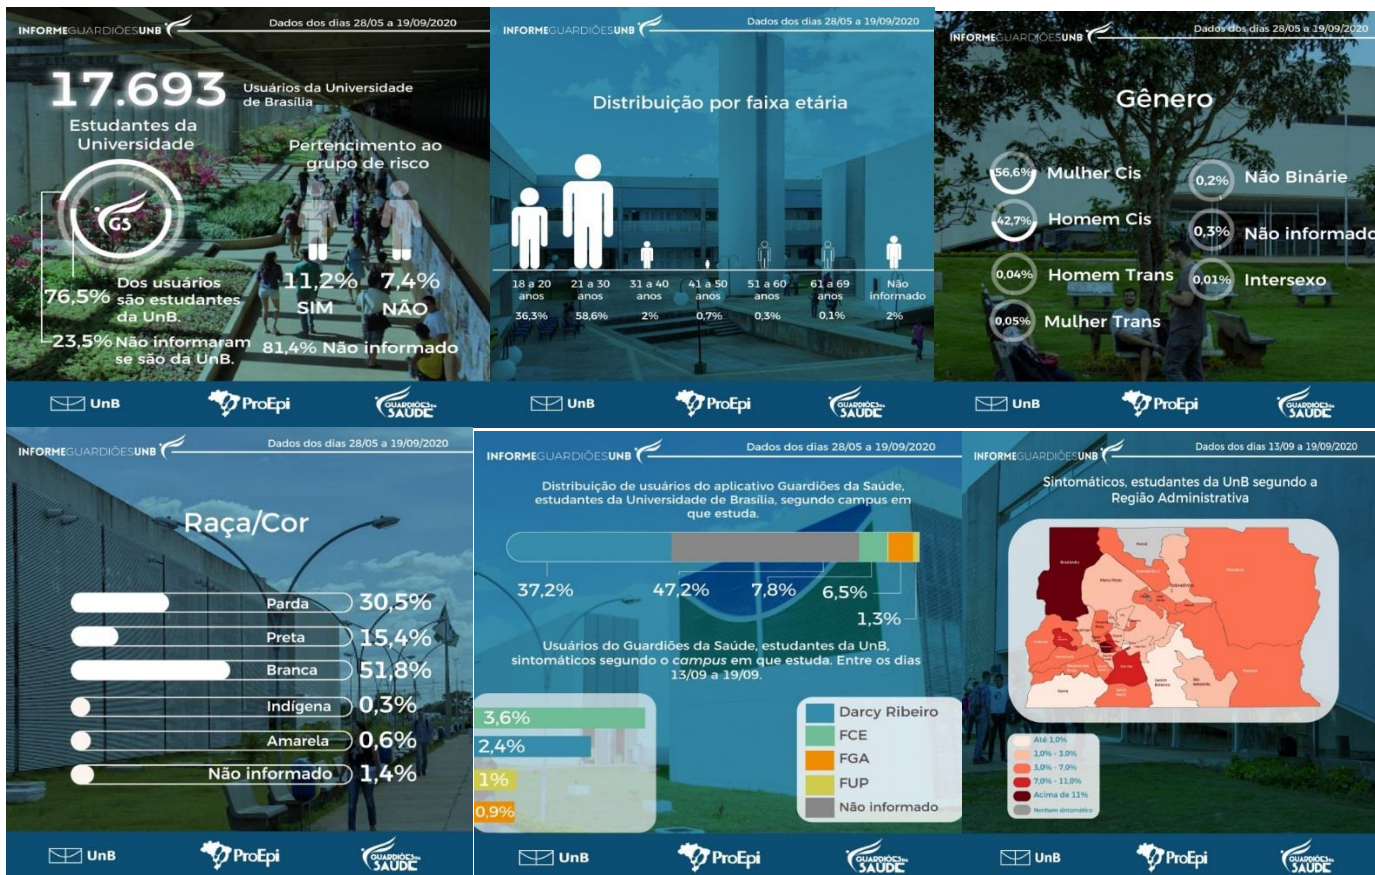 INFORMEGUARDIÕESUNB
Dados dos dias 28/05 a 19/09/2020
17.693
Usuários da Universidade
de Brasília
Estudantes da
Universidade
Pertencimento ao
grupo de risco
GS
76,5%
Dos usuários
são estudantes
da UnB.
23,5%
Não informaram
se são da UnB.
11,2%
SIM
7,4%
NÃO
81,4% Não informado
UnB
ProEpi
GUARDIÕES DA
SAÚDE
INFORMEGUARDIÕESUNB
Dados dos dias 28/05 a 19/09/2020
Distribuição por faixa etária
18 a 20
anos
21 a 30
anos
31 a 40
anos
41 a 50
anos
51 a 60
anos
61 a 69
anos
Não
informado
36,3%
58,6%
2%
0,7%
0,3%
0,1%
2%
UnB
ProEpi
GUARDIÕES DA
SAÚDE
INFORMEGUARDIÕESUNB
Dados dos dias 28/05 a 19/09/2020
Gênero
56,6% Mulher Cis
42,7% Homem Cis
0,04% Homem Trans
0,05% Mulher Trans
0,2% Não Binárie
0,3% Não informado
0,01% Intersexo
UnB
ProEpi
GUARDIÕES DA
SAÚDE
INFORMEGUARDIÕESUNB
Dados dos dias 28/05 a 19/09/2020
Raça/Cor
Parda 30,5%
Preta 15,4%
Branca 51,8%
Indígena 0,3%
Amarela 0,6%
Não informado 1,4%
UnB
ProEpi
GUARDIÕES DA
SAÚDE
INFORMEGUARDIÕESUNB
Dados dos dias 28/05 a 19/09/2020
Distribuição de usuários do aplicativo Guardiões da Saúde,
estudantes da Universidade de Brasília, segundo campus em
que estuda.
37,2%
47,2%
7,8%
6,5%
1,3%
Usuários do Guardiões da Saúde, estudantes da UnB,
sintomáticos segundo o campus em que estuda. Entre os dias
13/09 a 19/09.
3,6%
2,4%
1%
0,9%
Darcy Ribeiro
FCE
FGA
FUP
Não informado
UnB
ProEpi
GUARDIÕES DA
SAÚDE
INFORMEGUARDIÕESUNB
Dados dos dias 13/09 a 19/09/2020
Sintomáticos, estudantes da UnB segundo a
Região Administrativa
Até 1,0%
1,0% - 3,0%
3,0% - 7,0%
7,0% - 11,0%
Acima de 11%
Nenhum sintomático
UnB
ProEpi
GUARDIÕES DA
SAÚDE